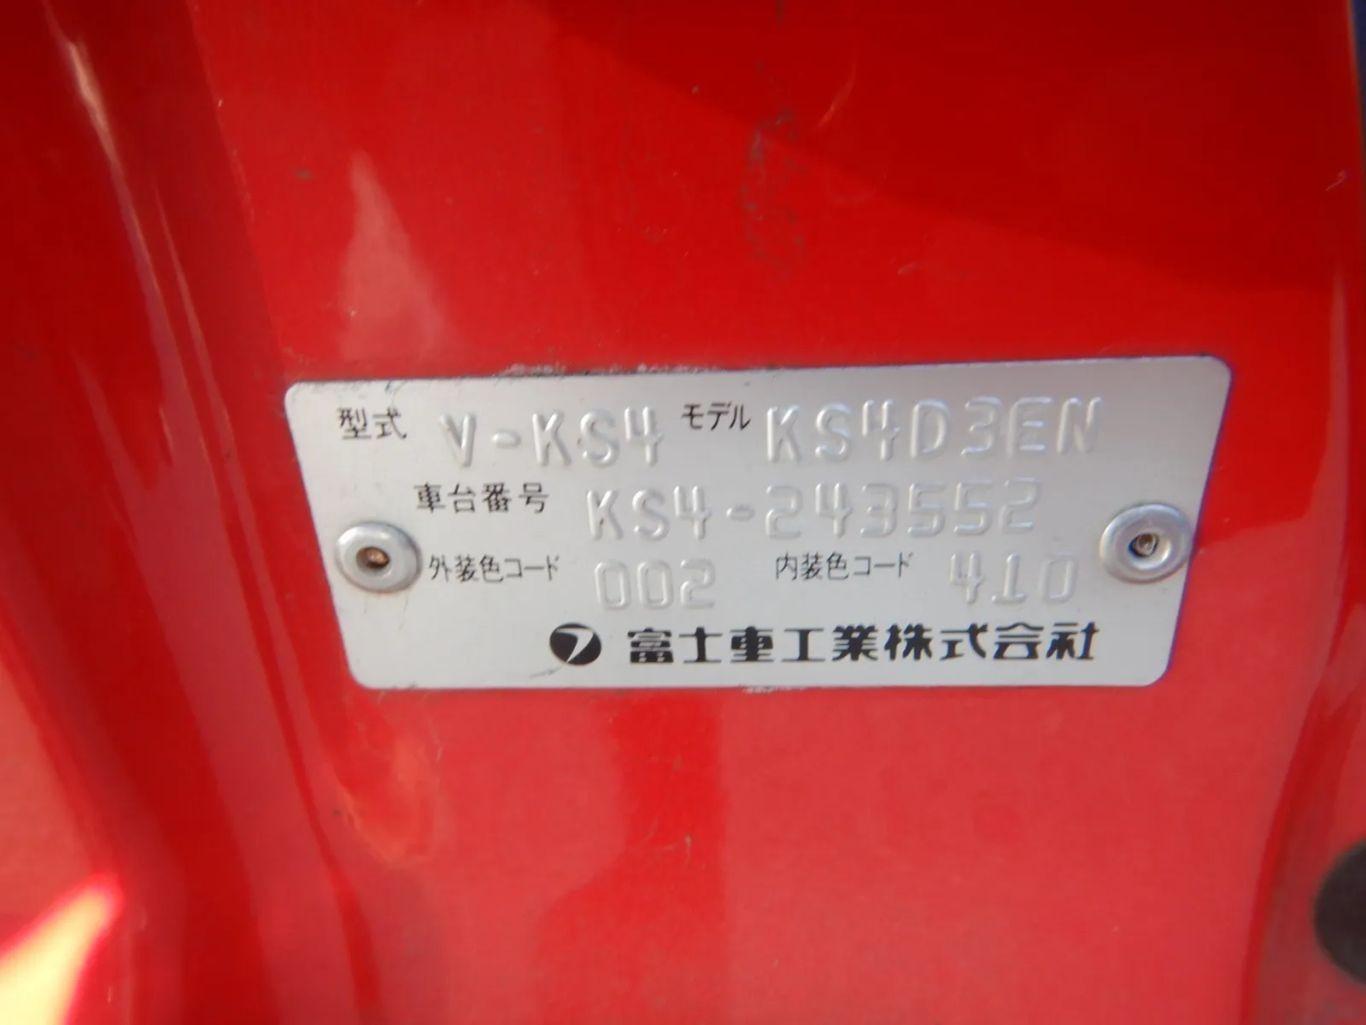 型式 V-KS4 モデル KS4D3EN
車台番号 KS4-243552
外装色コード 002 内装色コード 410
富士重工業株式会社